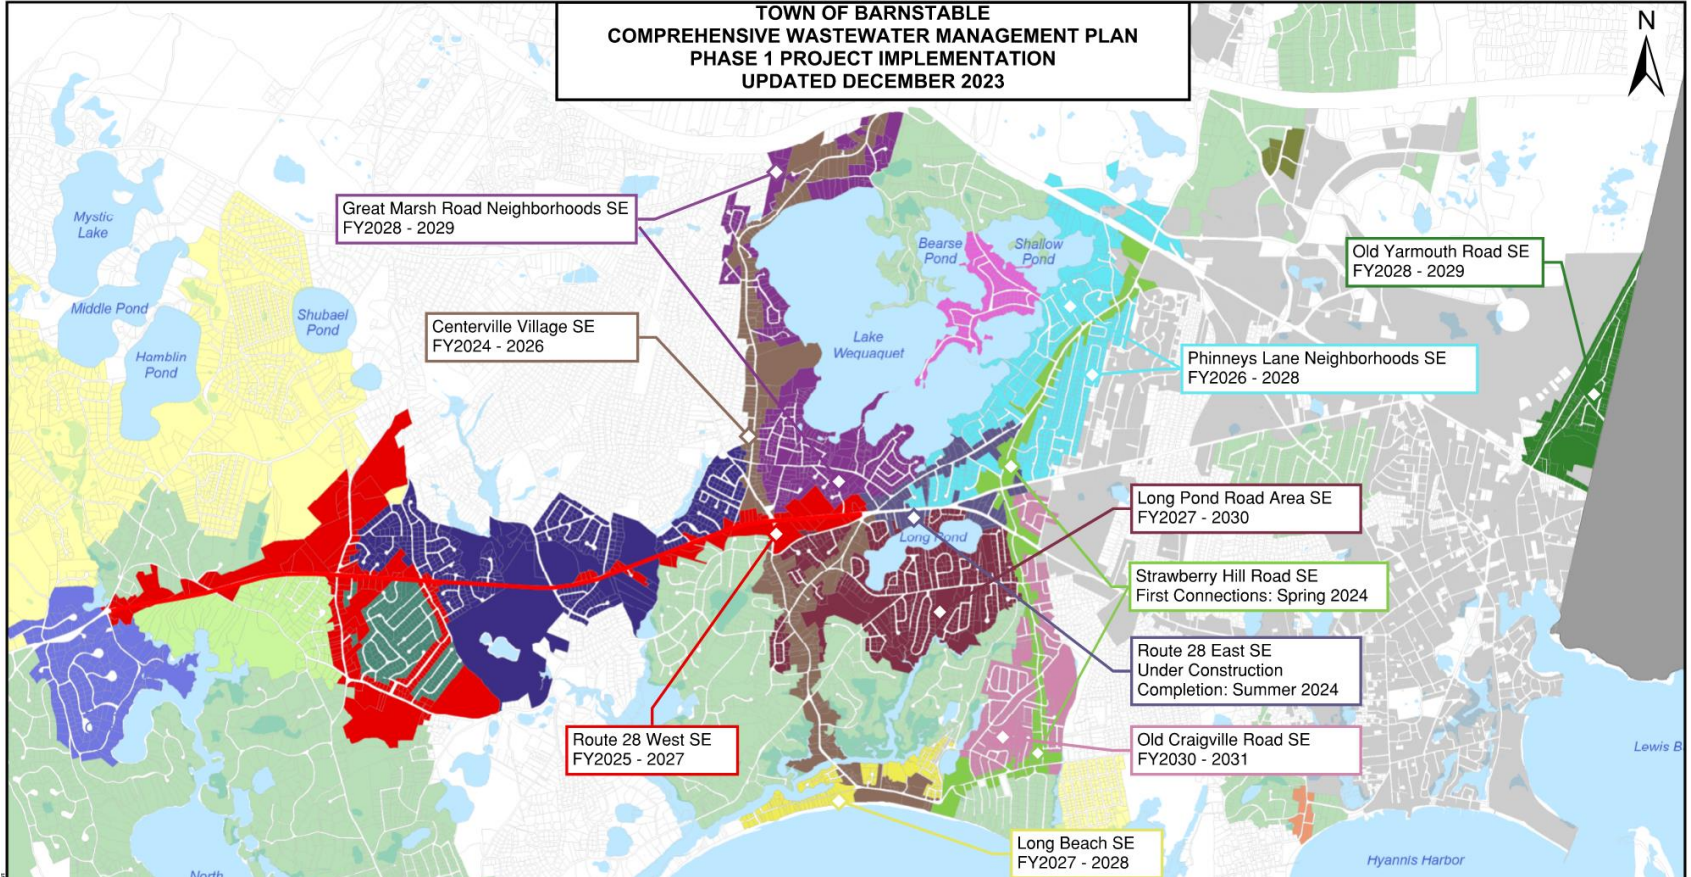 TOWN OF BARNSTABLE
COMPREHENSIVE WASTEWATER MANAGEMENT PLAN
PHASE 1 PROJECT IMPLEMENTATION
UPDATED DECEMBER 2023
N
Mystic
Lake
Great Marsh Road Neighborhoods SE
FY2028 - 2029
Bearse
Pond
Shallow
Pond
Old Yarmouth Road SE
FY2028 - 2029
Middle Pond
Shubael
Pond
Centerville Village SE
FY2024 - 2026
Lake
Wequaquet
Hamblin
Pond
Phinneys Lane Neighborhoods SE
FY2026 - 2028
Long Pond Road Area SE
FY2027 - 2030
Long Pond
Strawberry Hill Road SE
First Connections: Spring 2024
Route 28 East SE
Under Construction
Completion: Summer 2024
Route 28 West SE
FY2025 - 2027
Old Craigville Road SE
FY2030 - 2031
Lewis B
Long Beach SE
FY2027 - 2028
Hyannis Harbor
North